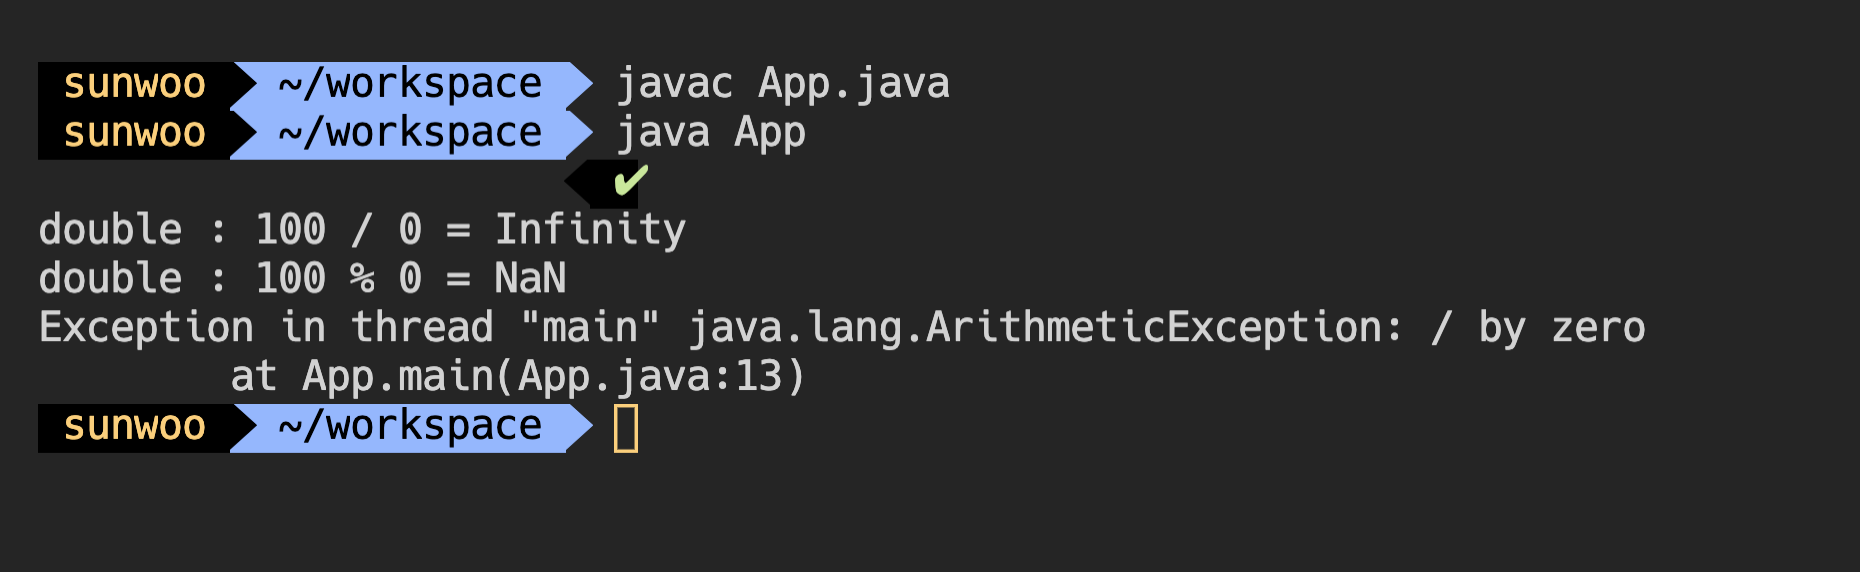 sunwoo ~/workspace javac App.java
sunwoo ~/workspace java App
✔
double : 100 / 0 = Infinity
double : 100 % 0 = NaN
Exception in thread "main" java.lang.ArithmeticException: / by zero
at App.main(App.java:13)
sunwoo ~/workspace